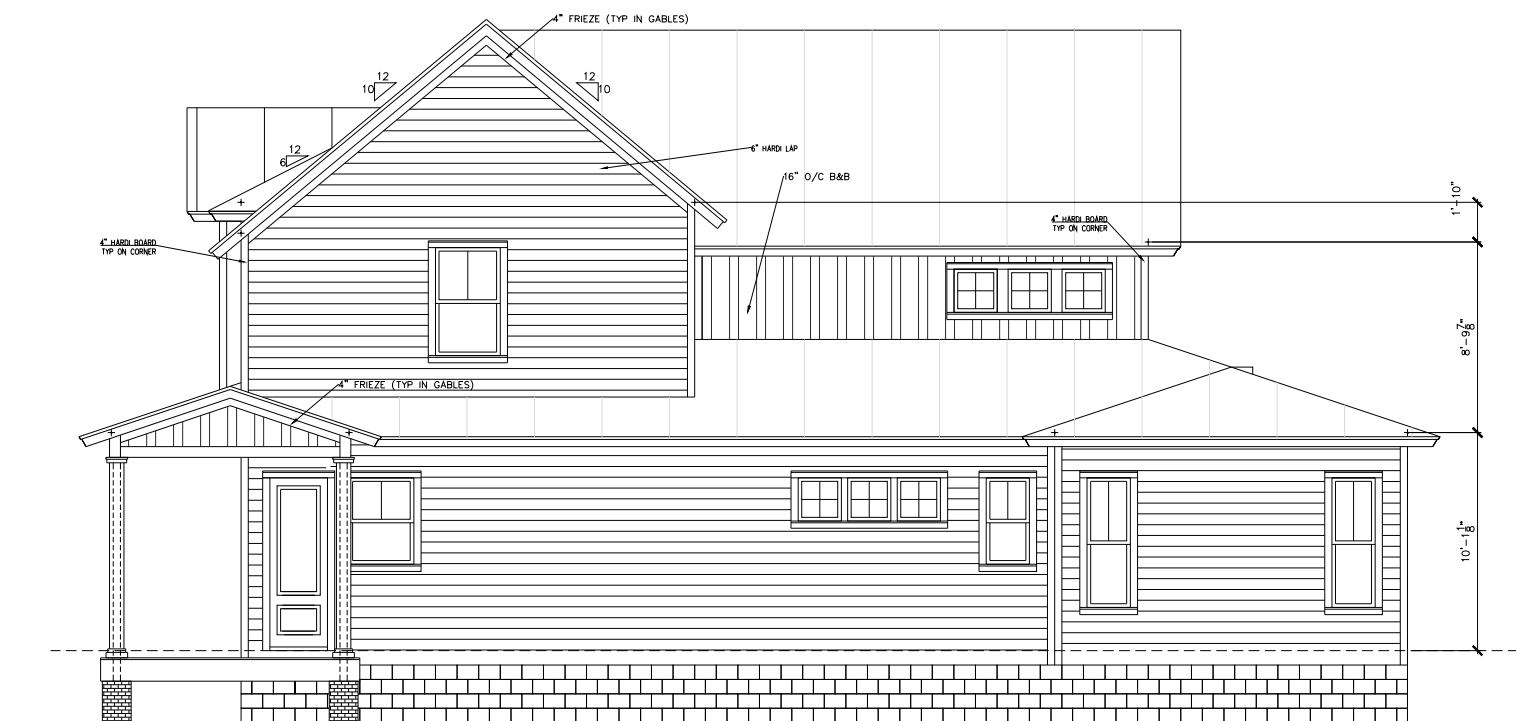 4" FRIEZE (TYP IN GABLES)
12
10
12
10
12
6
6" HARDI LAP
16" O/C B&B
1'-10"
4" HARDI BOARD
TYP ON CORNER
4" HARDI BOARD
TYP ON CORNER
8'-9 7/8"
4" FRIEZE (TYP IN GABLES)
10'-1 1/8"